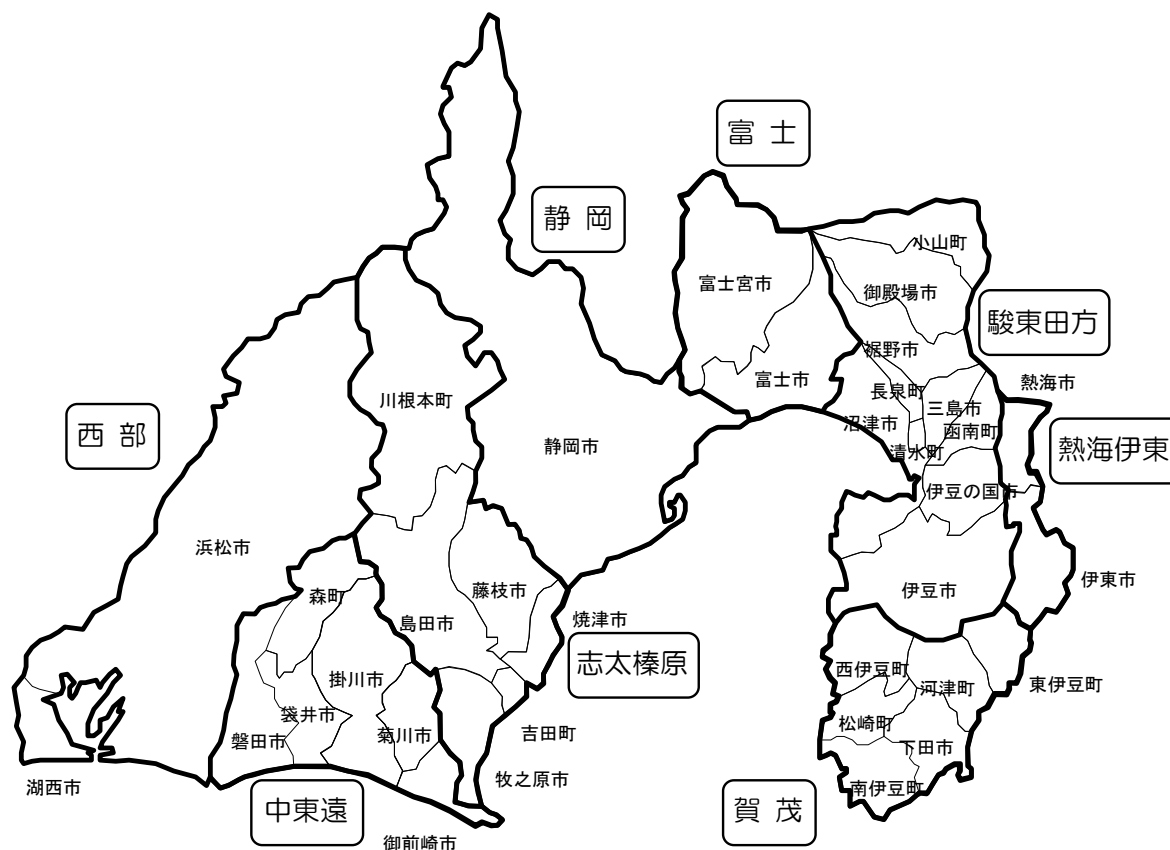 富士
静岡
小山町
富士宮市
御殿場市
駿東田方
裾野市
富士市
熱海市
長泉町
川根本町
三島市
沼津市
函南町
西部
静岡市
清水町
熱海伊東
伊豆の国市
浜松市
伊東市
藤枝市
伊豆市
森町
島田市
焼津市
志太榛原
西伊豆町
掛川市
河津町
東伊豆町
袋井市
松崎町
吉田町
磐田市
菊川市
下田市
牧之原市
湖西市
南伊豆町
中東遠
賀茂
御前崎市